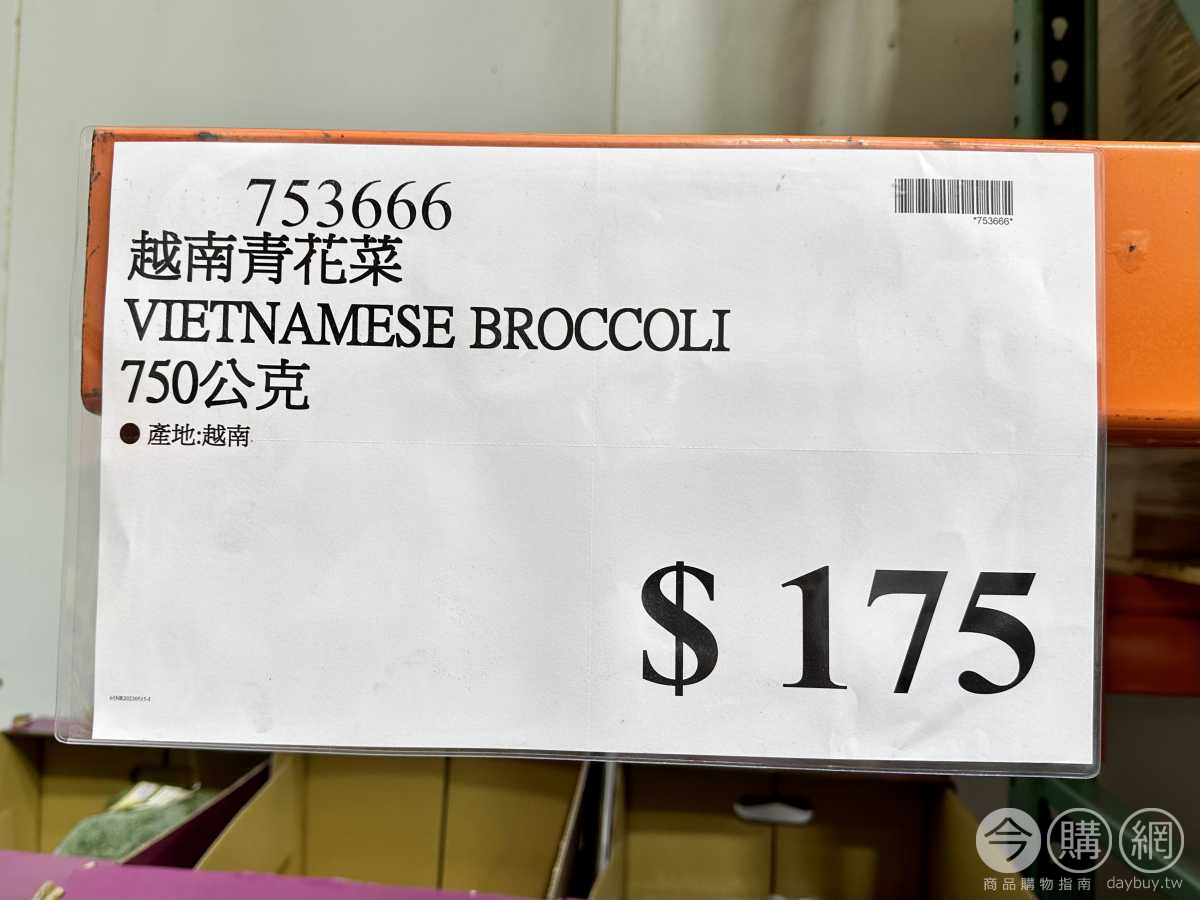 753666
*753666*
越南青花菜
VIETNAMESE BROCCOLI
750公克
● 產地:越南
$ 175
今購網
商品購物指南 daybuy.tw